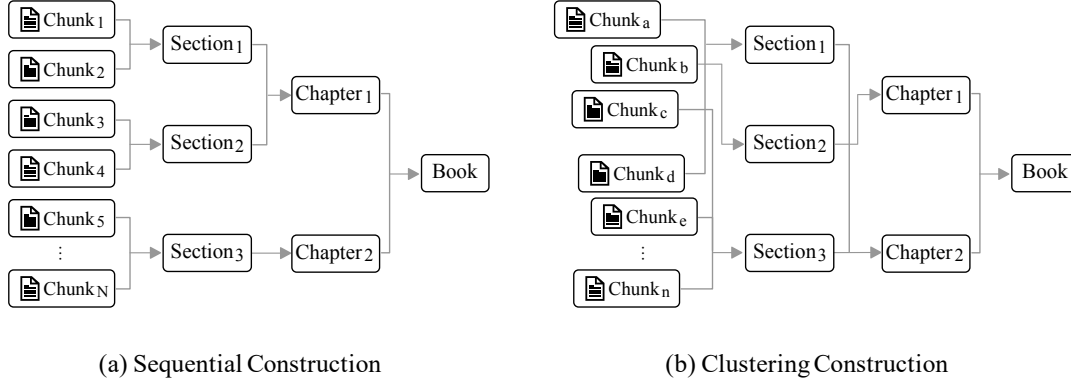 Chunk1
Chunk2
Chunk3
Chunk4
Chunk5
⋮
ChunkN
Section1
Section2
Section3
Chapter1
Chapter2
Book
(a) Sequential Construction
Chunka
Chunkb
Chunkc
Chunkd
Chunke
⋮
Chunkn
Section1
Section2
Section3
Chapter1
Chapter2
Book
(b) Clustering Construction